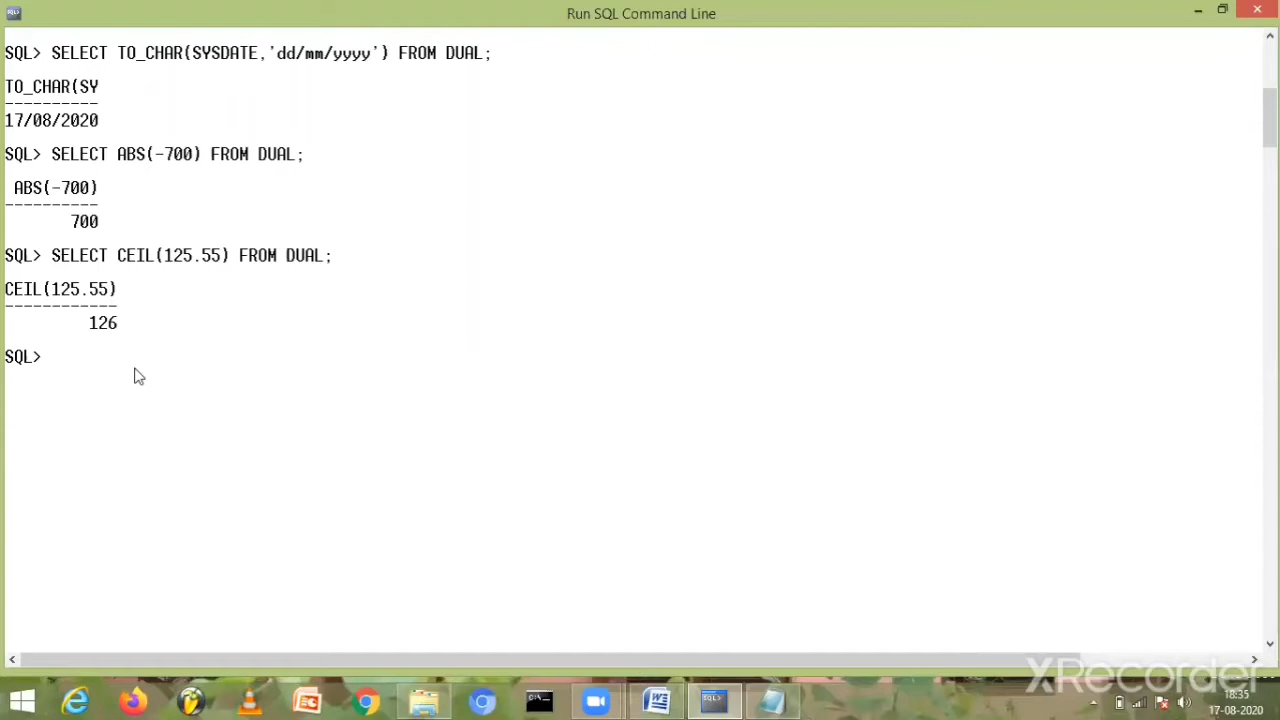 Run SQL Command Line
SQL> SELECT TO_CHAR(SYSDATE,'dd/mm/yyyy') FROM DUAL;
TO_CHAR(SY
----------
17/08/2020
SQL> SELECT ABS(-700) FROM DUAL;
ABS(-700)
----------
700
SQL> SELECT CEIL(125.55) FROM DUAL;
CEIL(125.55)
------------
126
SQL>
XRecorder
18:35
17-08-2020